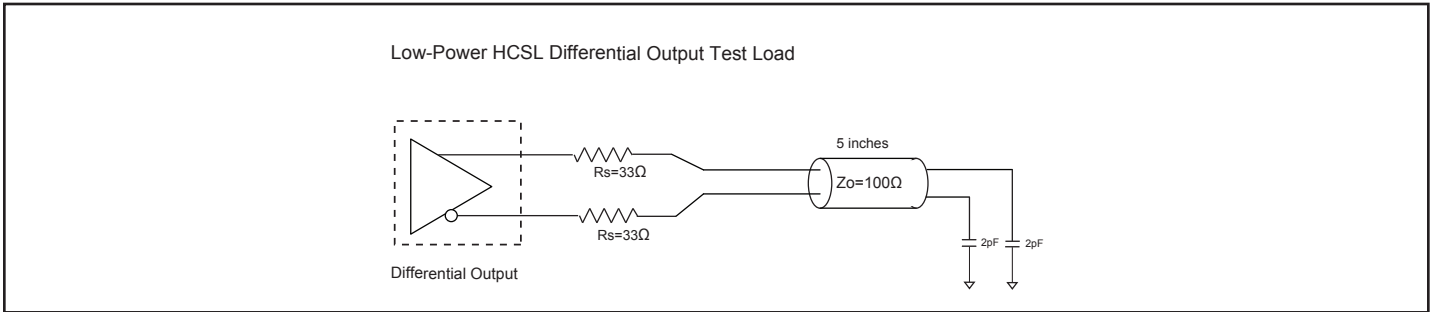 Low-Power HCSL Differential Output Test Load
5 inches
Rs=33Ω
Zo=100Ω
Rs=33Ω
2pF
2pF
Differential Output